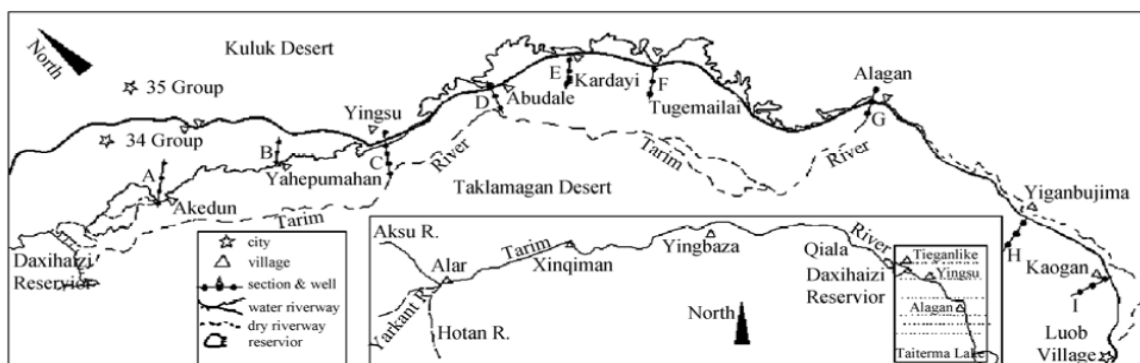 North
Kuluk Desert
35 Group
34 Group
Yingsu
Alagan
E
Kardayi
F
D
Abudale
Tugemailai
G
B
C
River
Tarim
River
A
Yahepumahan
Taklamagan Desert
Yiganbujima
Akedun
Tarim
Daxihaizi
Reservior
city
village
section & well
water riverway
dry riverway
reservior
Aksu R.
Alar
Yarkant R.
Hotan R.
Tarim
Xinqiman
Yingbaza
North
Qiala
River
Daxihaizi
Reservior
Tieganlike
Yingsu
Alagan
Taiterma Lake
H
Kaogan
I
Luob
Village